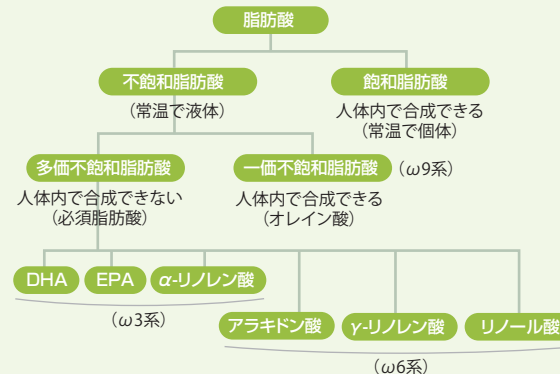 脂肪酸
不飽和脂肪酸
飽和脂肪酸
(常温で液体)
人体内で合成できる
(常温で個体)
多価不飽和脂肪酸
一価不飽和脂肪酸
(ω9系)
人体内で合成できない
(必須脂肪酸)
人体内で合成できる
(オレイン酸)
DHA
EPA
α-リノレン酸
(ω3系)
アラキドン酸
γ-リノレン酸
リノール酸
(ω6系)